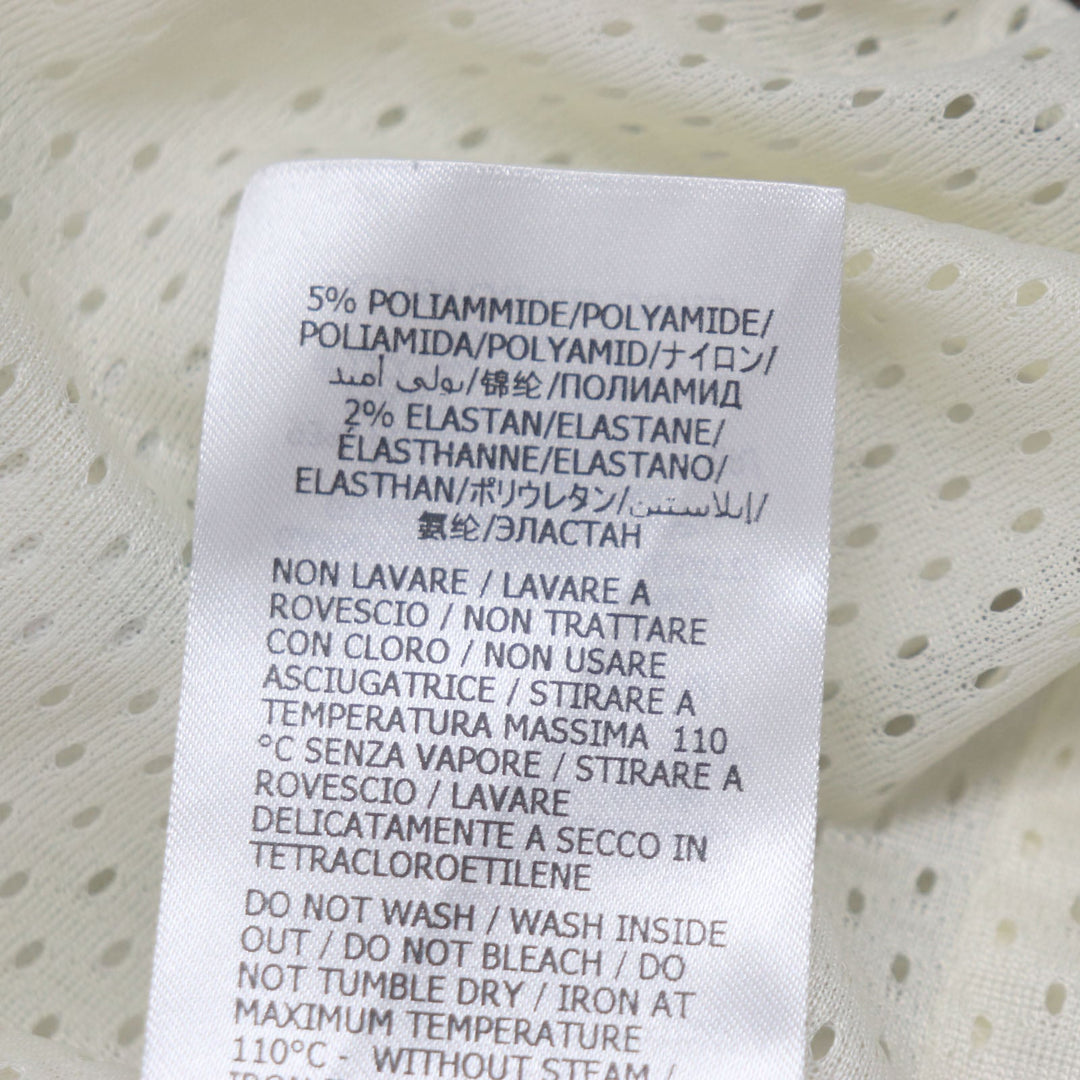 5% POLIAMMIDE/POLYAMIDE/
POLIAMIDA/POLYAMID/ナイロン/
بولي أميد/锦纶/ПОЛИАМИД
2% ELASTAN/ELASTANE/
ÉLASTHANNE/ELASTANO/
ELASTHAN/ポリウレタン/إيلاستين/
氨纶/ЭЛАСТАН
NON LAVARE / LAVARE A
ROVESCIO / NON TRATTARE
CON CLORO / NON USARE
ASCIUGATRICE / STIRARE A
TEMPERATURA MASSIMA 110
°C SENZA VAPORE / STIRARE A
ROVESCIO / LAVARE
DELICATAMENTE A SECCO IN
TETRACLOROETILENE
DO NOT WASH / WASH INSIDE
OUT / DO NOT BLEACH / DO
NOT TUMBLE DRY / IRON AT
MAXIMUM TEMPERATURE
110°C - WITHOUT STEAM /